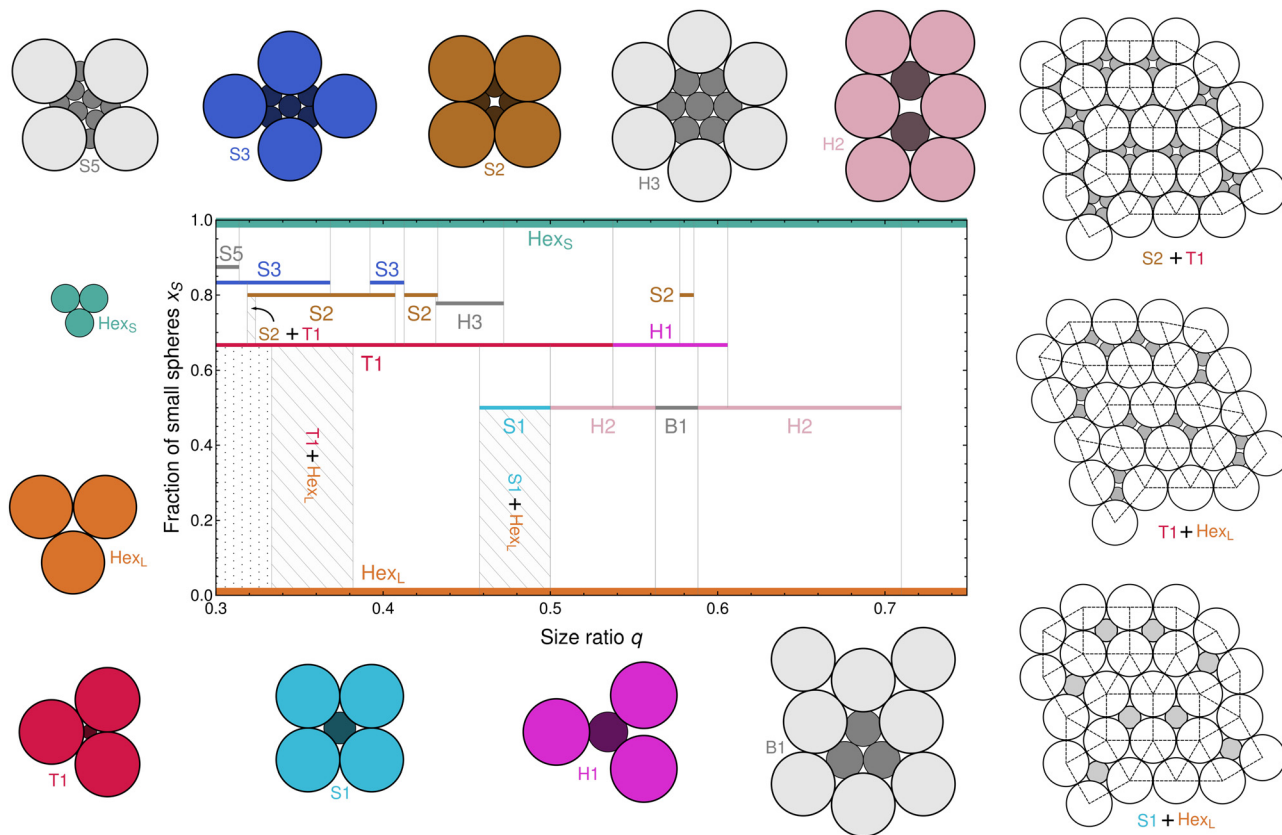 S5
S3
S2
H3
H2
S2 + T1
1.0
Hex_S
S5
S3
S3
0.8
S2
S2
S2
H3
S2 + T1
H1
T1
0.6
Fraction of small spheres x_S
S1
H2
B1
H2
0.4
T1 + Hex_L
S1 + Hex_L
0.2
Hex_L
0.0
0.3
0.4
0.5
0.6
0.7
Size ratio q
Hex_S
Hex_L
T1 + Hex_L
T1
S1
H1
B1
S1 + Hex_L